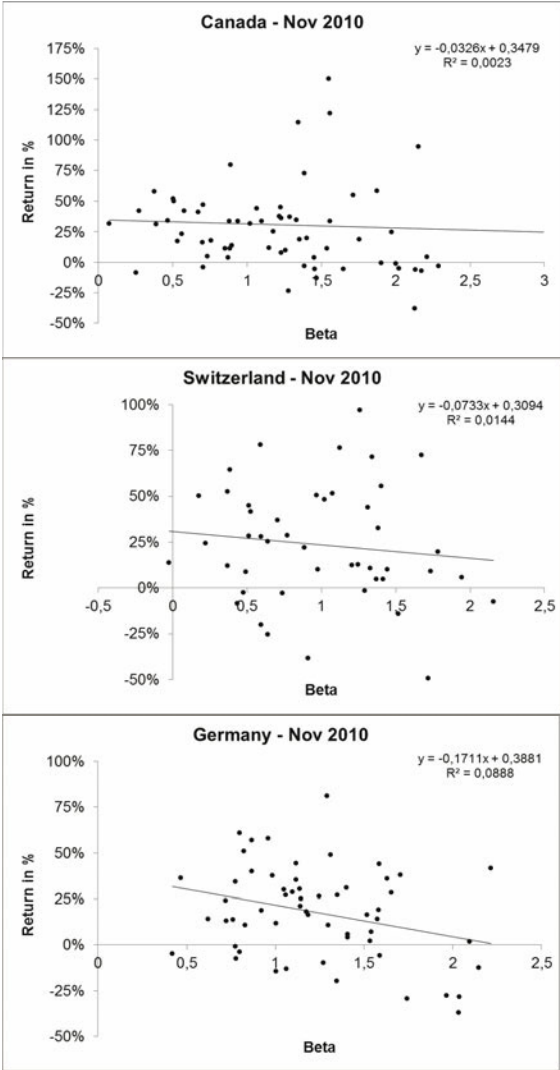 Canada - Nov 2010
y = -0,0326x + 0,3479
R² = 0,0023
175%
150%
125%
100%
75%
50%
25%
0%
-25%
-50%
Return in %
0 0,5 1 1,5 2 2,5 3
Beta
Switzerland - Nov 2010
y = -0,0733x + 0,3094
R² = 0,0144
100%
75%
50%
25%
0%
-25%
-50%
Return in %
-0,5 0 0,5 1 1,5 2 2,5
Beta
Germany - Nov 2010
y = -0,1711x + 0,3881
R² = 0,0888
100%
75%
50%
25%
0%
-25%
-50%
Return in %
0 0,5 1 1,5 2 2,5
Beta